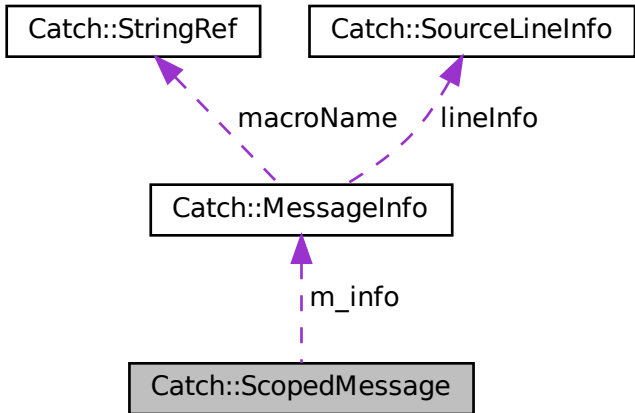 Catch::StringRef
Catch::SourceLineInfo
macroName
lineInfo
Catch::MessageInfo
m_info
Catch::ScopedMessage